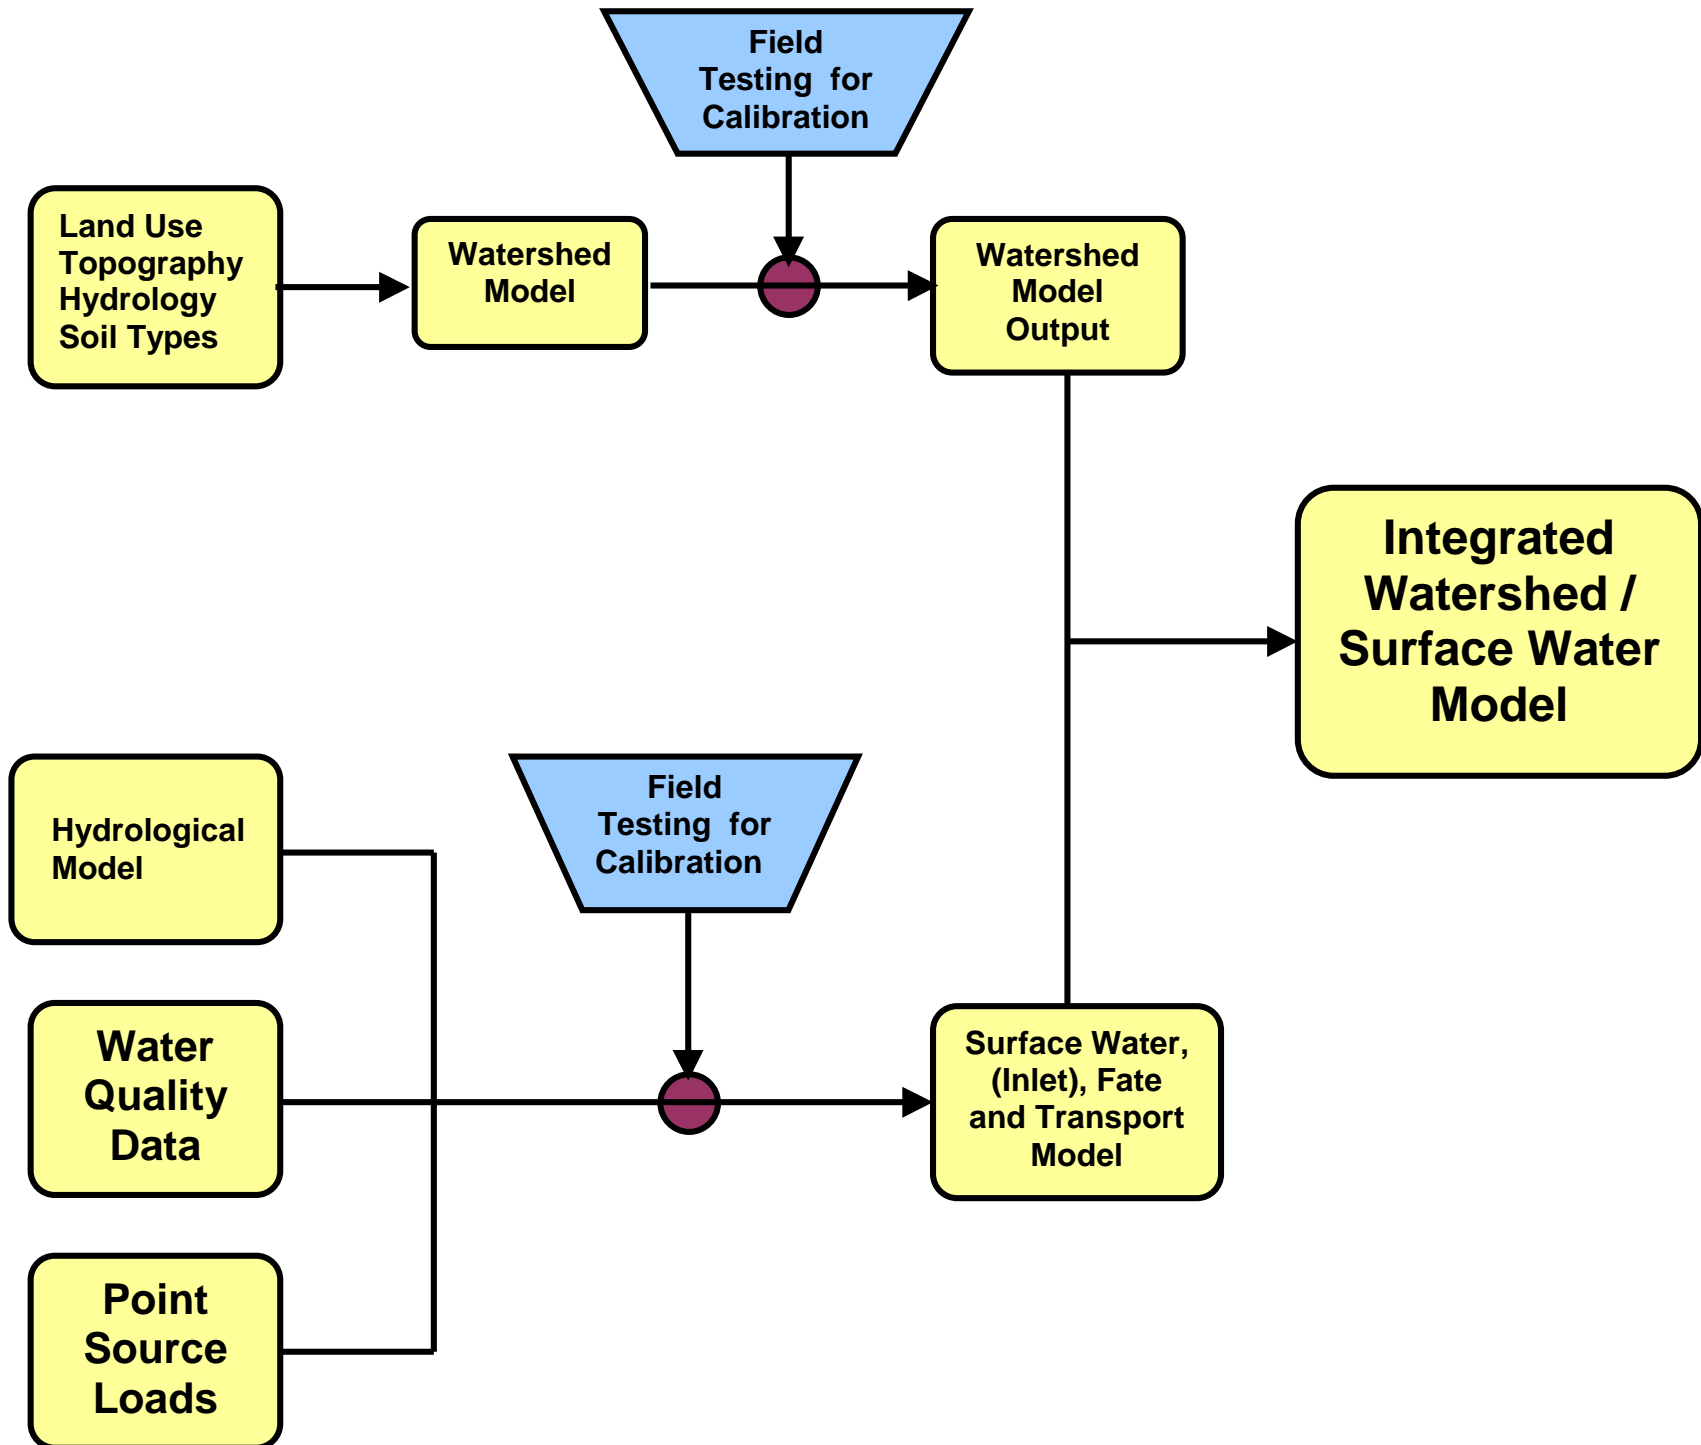 Field
Testing for
Calibration
Land Use
Topography
Hydrology
Soil Types
Watershed
Model
Watershed
Model
Output
Integrated
Watershed /
Surface Water
Model
Hydrological
Model
Field
Testing for
Calibration
Water
Quality
Data
Surface Water,
(Inlet), Fate
and Transport
Model
Point
Source
Loads